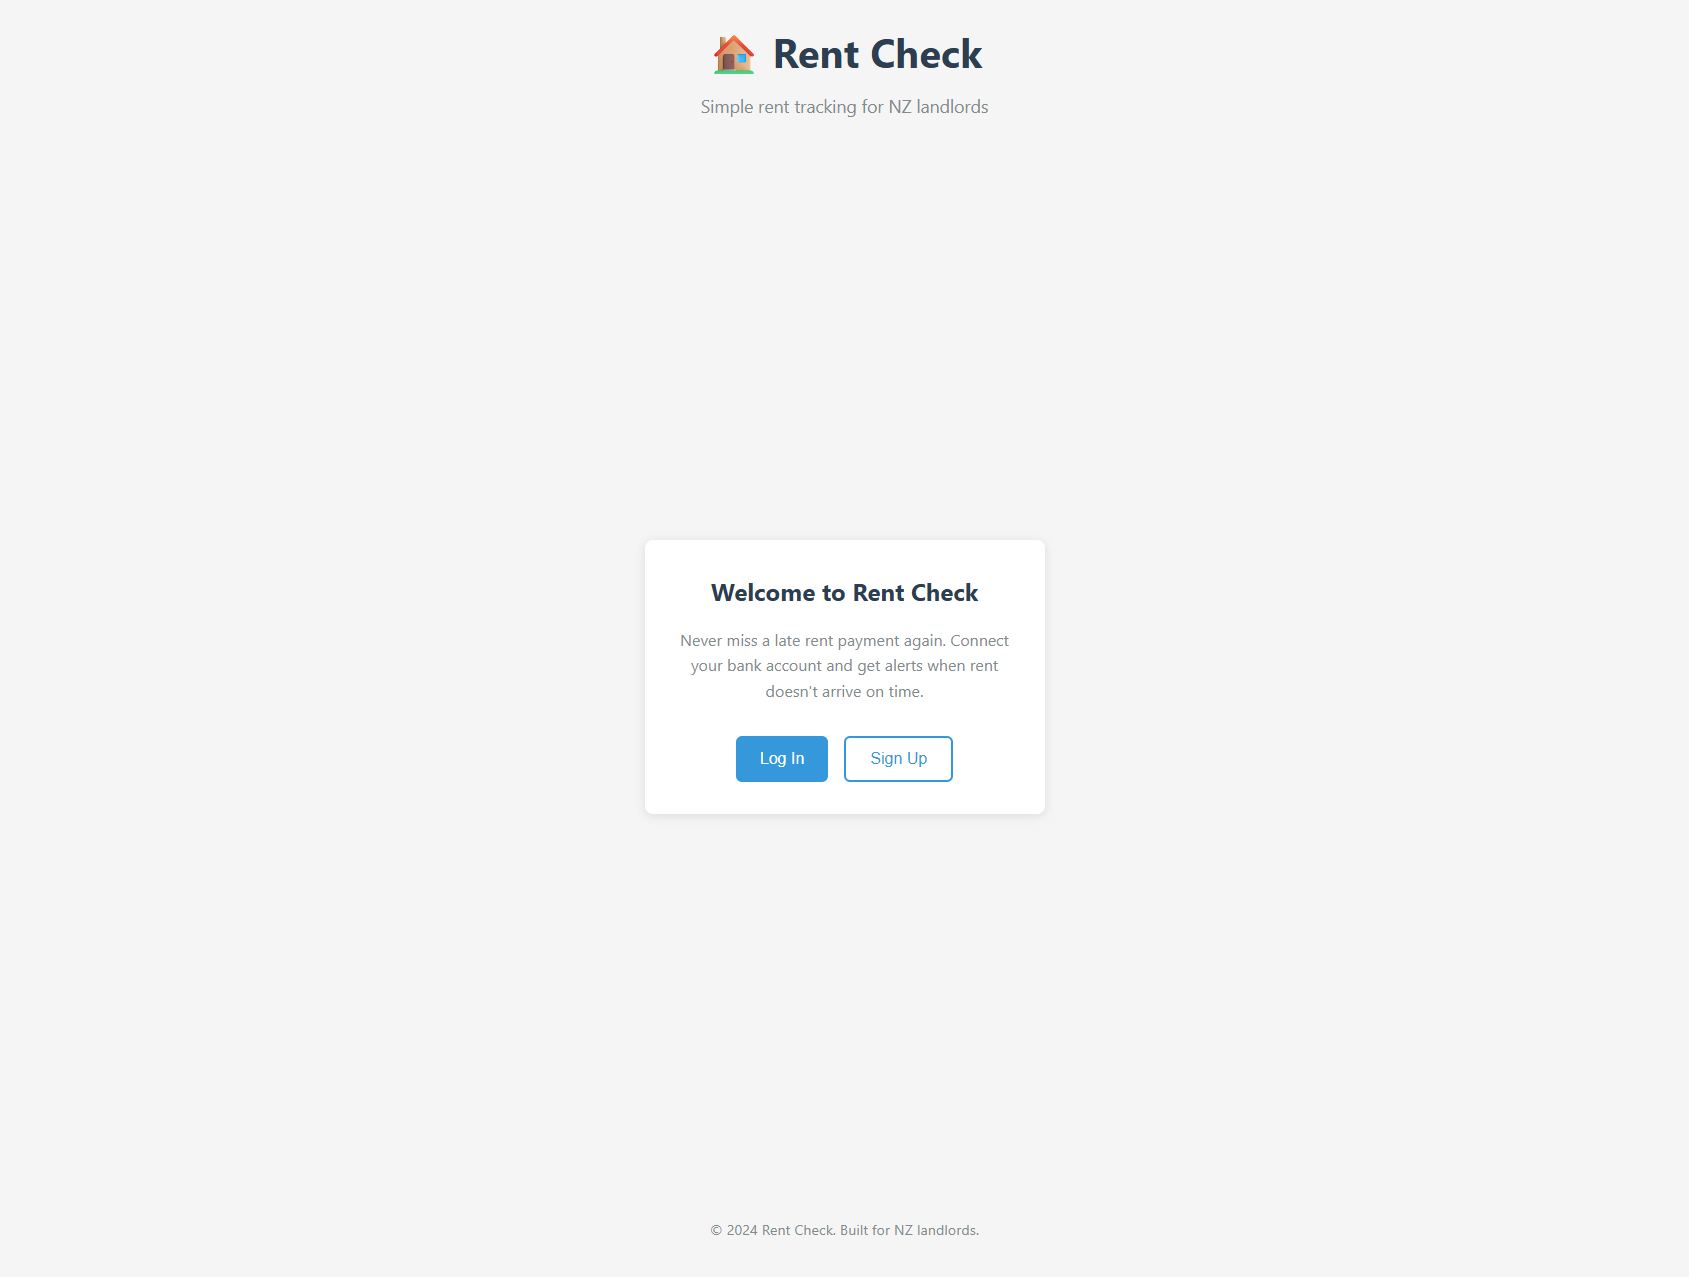 Rent Check
Simple rent tracking for NZ landlords
Welcome to Rent Check
Never miss a late rent payment again. Connect
your bank account and get alerts when rent
doesn't arrive on time.
Log In
Sign Up
© 2024 Rent Check. Built for NZ landlords.